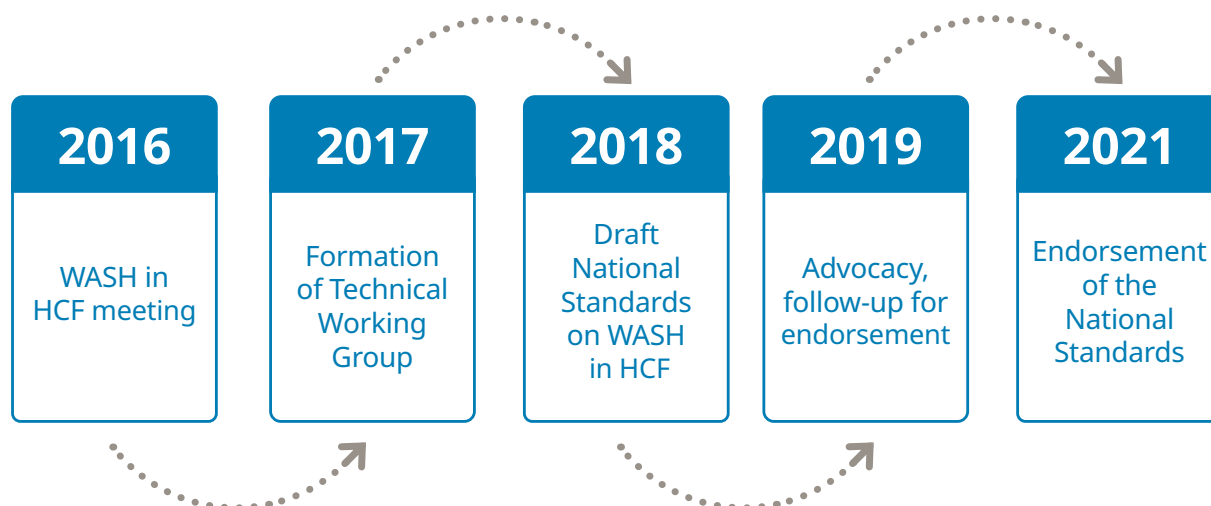 2016
WASH in
HCF meeting
2017
Formation
of Technical
Working
Group
2018
Draft
National
Standards
on WASH
in HCF
2019
Advocacy,
follow-up for
endorsement
2021
Endorsement
of the
National
Standards